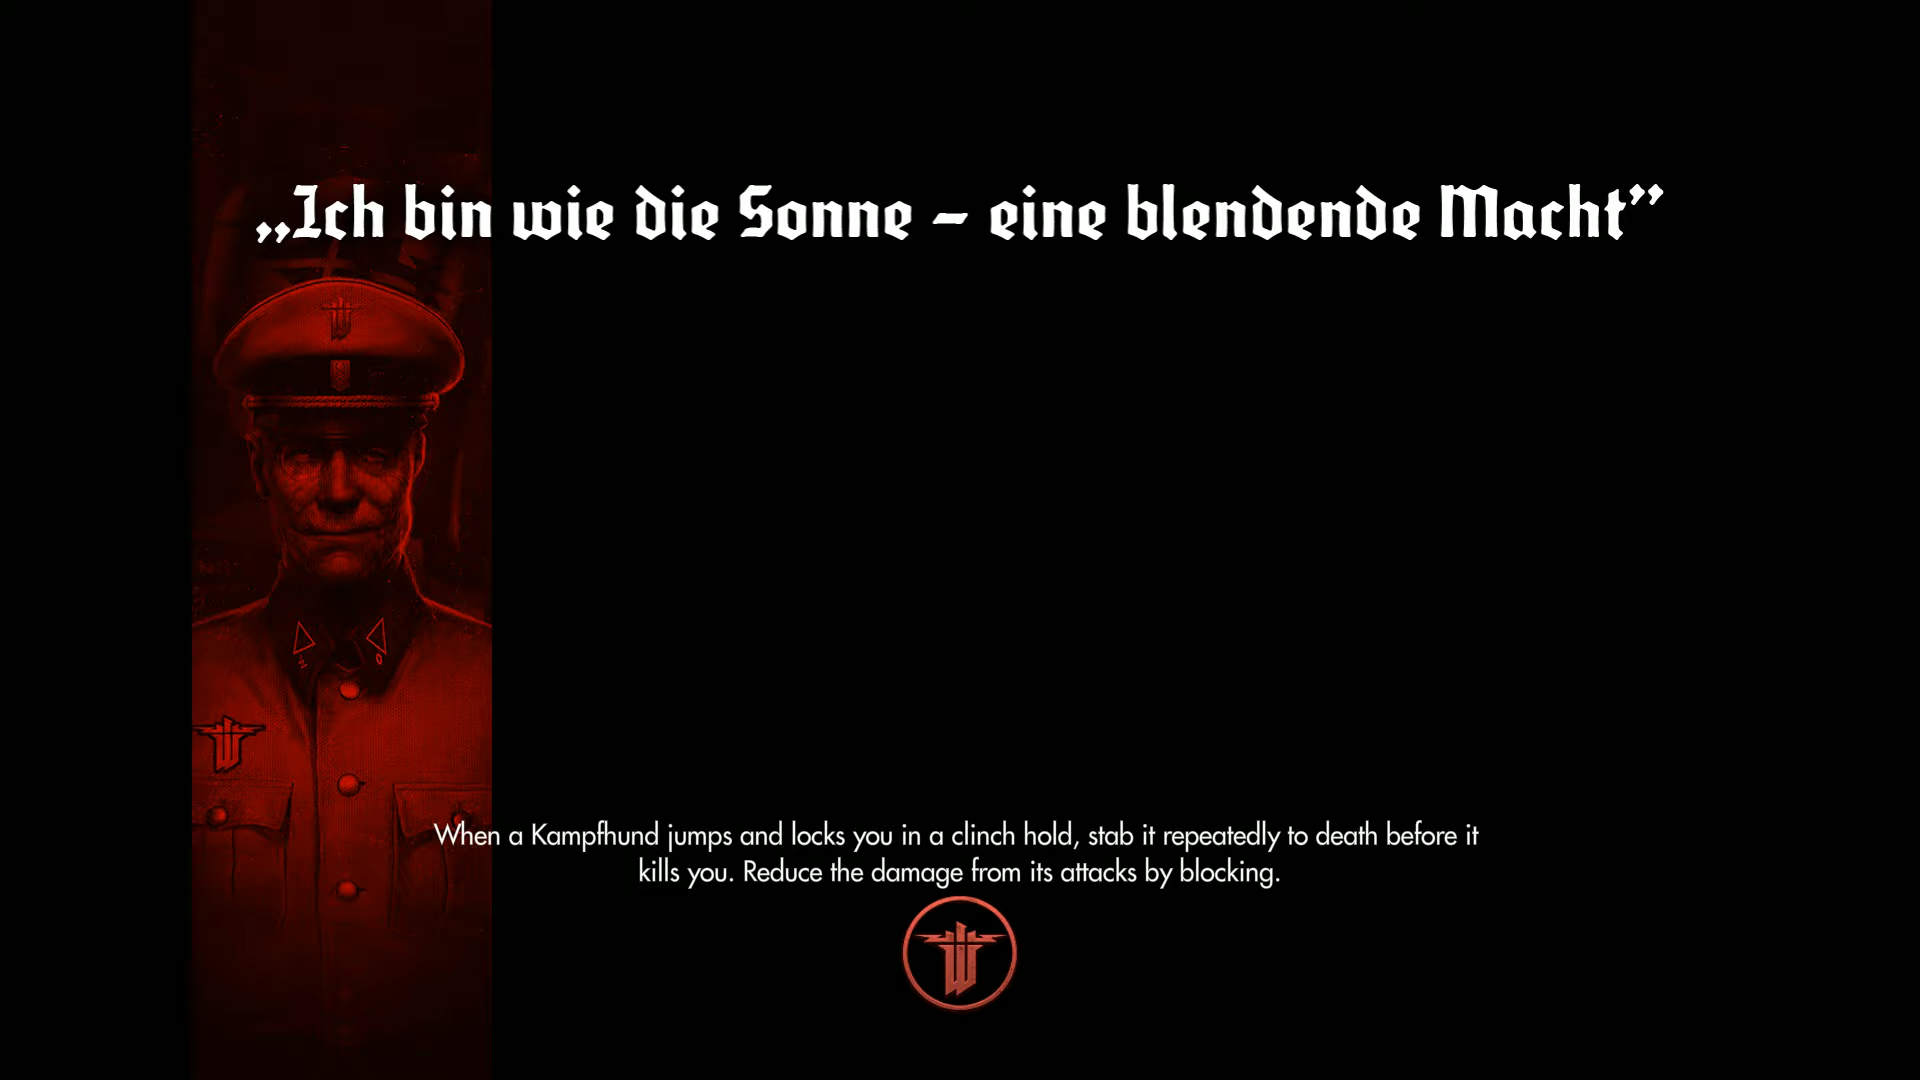 „Ich bin wie die Sonne – eine blendende Macht”
When a Kampfhund jumps and locks you in a clinch hold, stab it repeatedly to death before it
kills you. Reduce the damage from its attacks by blocking.